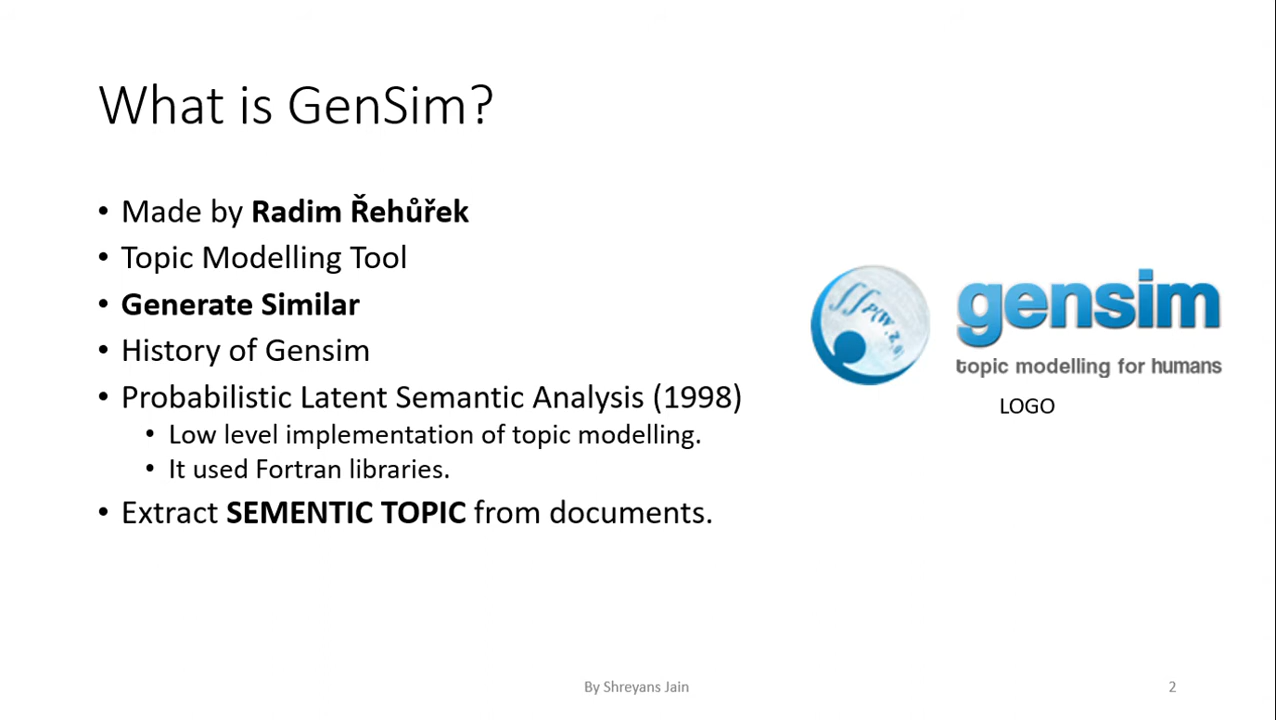 What is GenSim?
• Made by Radim Řehůřek
• Topic Modelling Tool
• Generate Similar
• History of Gensim
• Probabilistic Latent Semantic Analysis (1998)
• Low level implementation of topic modelling.
• It used Fortran libraries.
• Extract SEMENTIC TOPIC from documents.
gensim
topic modelling for humans
LOGO
By Shreyans Jain
2